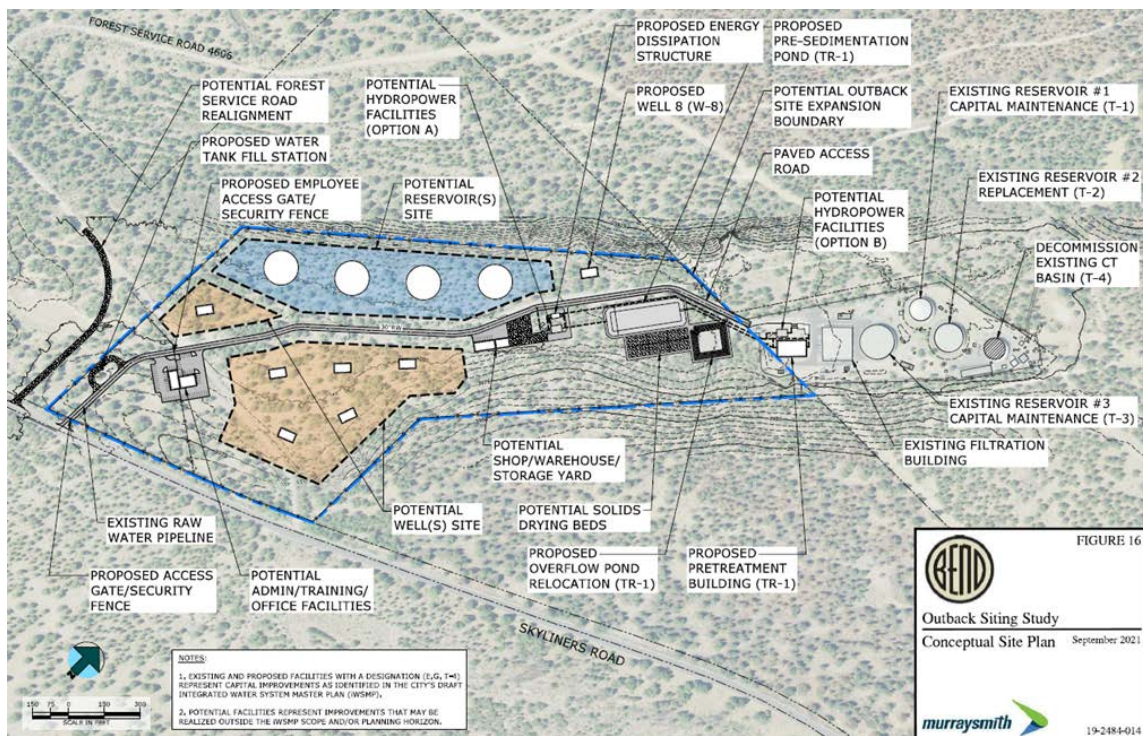 FOREST SERVICE ROAD 4606
POTENTIAL FOREST
SERVICE ROAD
REALIGNMENT
PROPOSED WATER
TANK FILL STATION
PROPOSED EMPLOYEE
ACCESS GATE/
SECURITY FENCE
POTENTIAL
HYDROPOWER
FACILITIES
(OPTION A)
POTENTIAL
RESERVOIR(S)
SITE
PROPOSED ENERGY
DISSIPATION
STRUCTURE
PROPOSED
WELL 8 (W-8)
PROPOSED
PRE-SEDIMENTATION
POND (TR-1)
POTENTIAL OUTBACK
SITE EXPANSION
BOUNDARY
PAVED ACCESS
ROAD
POTENTIAL
HYDROPOWER
FACILITIES
(OPTION B)
EXISTING RESERVOIR #1
CAPITAL MAINTENANCE (T-1)
EXISTING RESERVOIR #2
REPLACEMENT (T-2)
DECOMMISSION
EXISTING CT
BASIN (T-4)
EXISTING RESERVOIR #3
CAPITAL MAINTENANCE (T-3)
EXISTING FILTRATION
BUILDING
POTENTIAL
SHOP/WAREHOUSE/
STORAGE YARD
POTENTIAL
WELL(S) SITE
POTENTIAL SOLIDS
DRYING BEDS
PROPOSED
OVERFLOW POND
RELOCATION (TR-1)
PROPOSED
PRETREATMENT
BUILDING (TR-1)
EXISTING RAW
WATER PIPELINE
PROPOSED ACCESS
GATE/SECURITY
FENCE
POTENTIAL
ADMIN/TRAINING/
OFFICE FACILITIES
SKYLINERS ROAD
NOTES:
1. EXISTING AND PROPOSED FACILITIES WITH A DESIGNATION (E.G, T-4)
REPRESENT CAPITAL IMPROVEMENTS AS IDENTIFIED IN THE CITY'S DRAFT
INTEGRATED WATER SYSTEM MASTER PLAN (iWSMP).
2. POTENTIAL FACILITIES REPRESENT IMPROVEMENTS THAT MAY BE
REALIZED OUTSIDE THE iWSMP SCOPE AND/OR PLANNING HORIZON.
150 75 0 150 300
SCALE IN FEET
FIGURE 16
BEND
Outback Siting Study
Conceptual Site Plan September 2021
murraysmith
19-2484-014